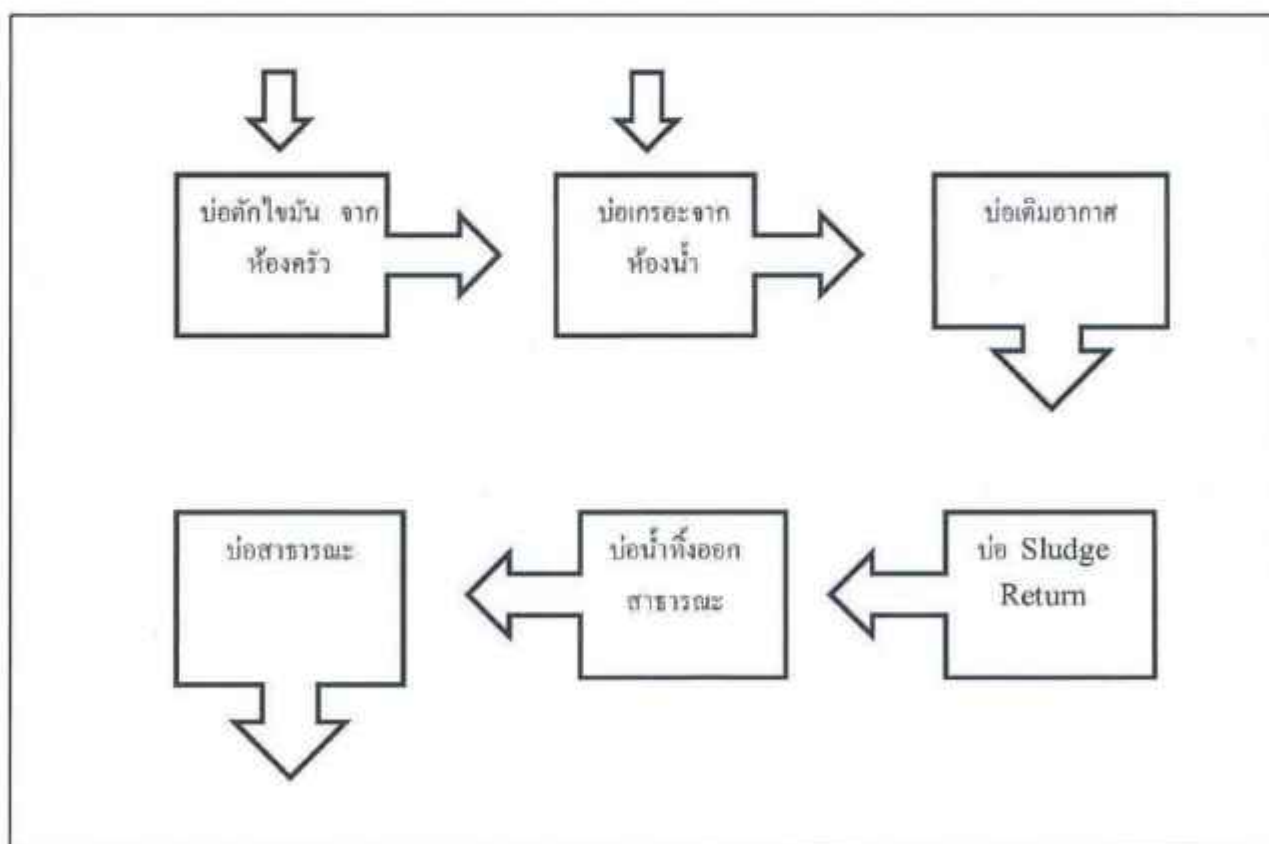 บ่อดักไขมัน จาก
ห้องครัว
บ่อเกรอะจาก
ห้องน้ำ
บ่อเติมอากาศ
บ่อสาธารณะ
บ่อน้ำทิ้งออก
สาธารณะ
บ่อ Sludge
Return